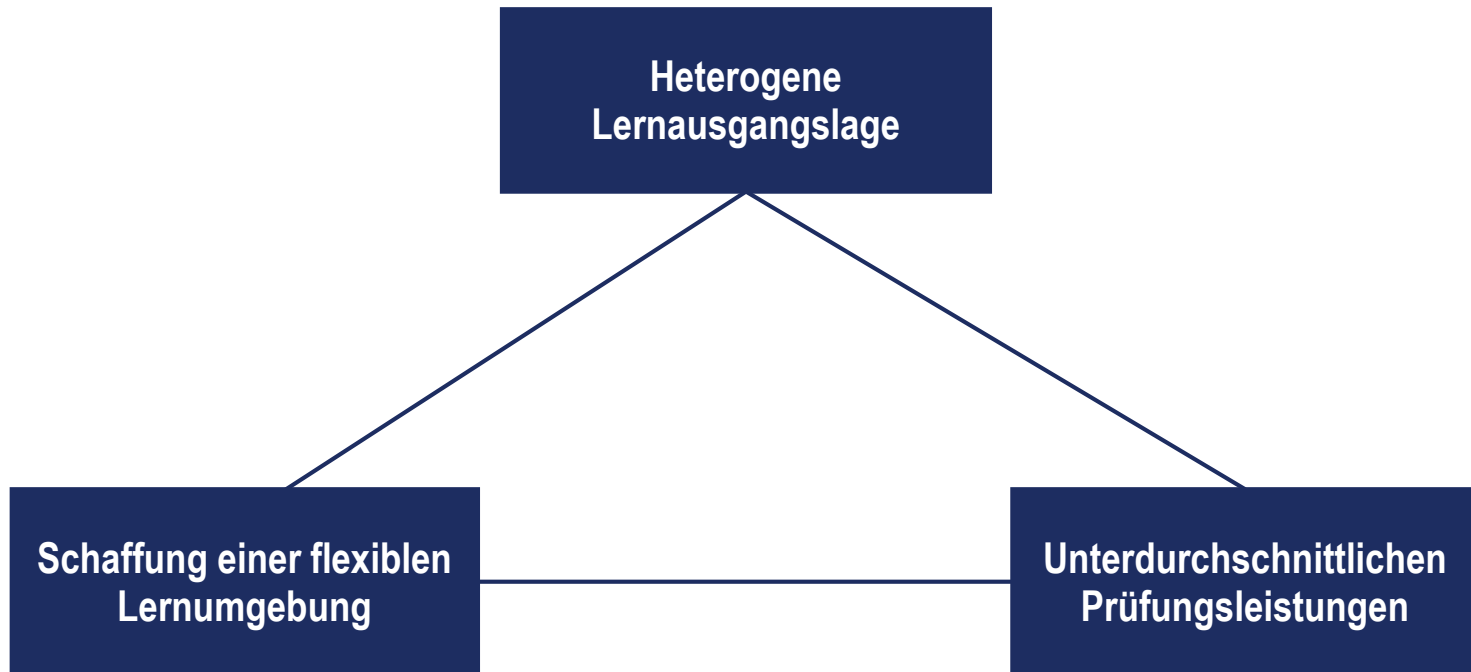 Heterogene
Lernausgangslage
Schaffung einer flexiblen
Lernumgebung
Unterdurchschnittlichen
Prüfungsleistungen